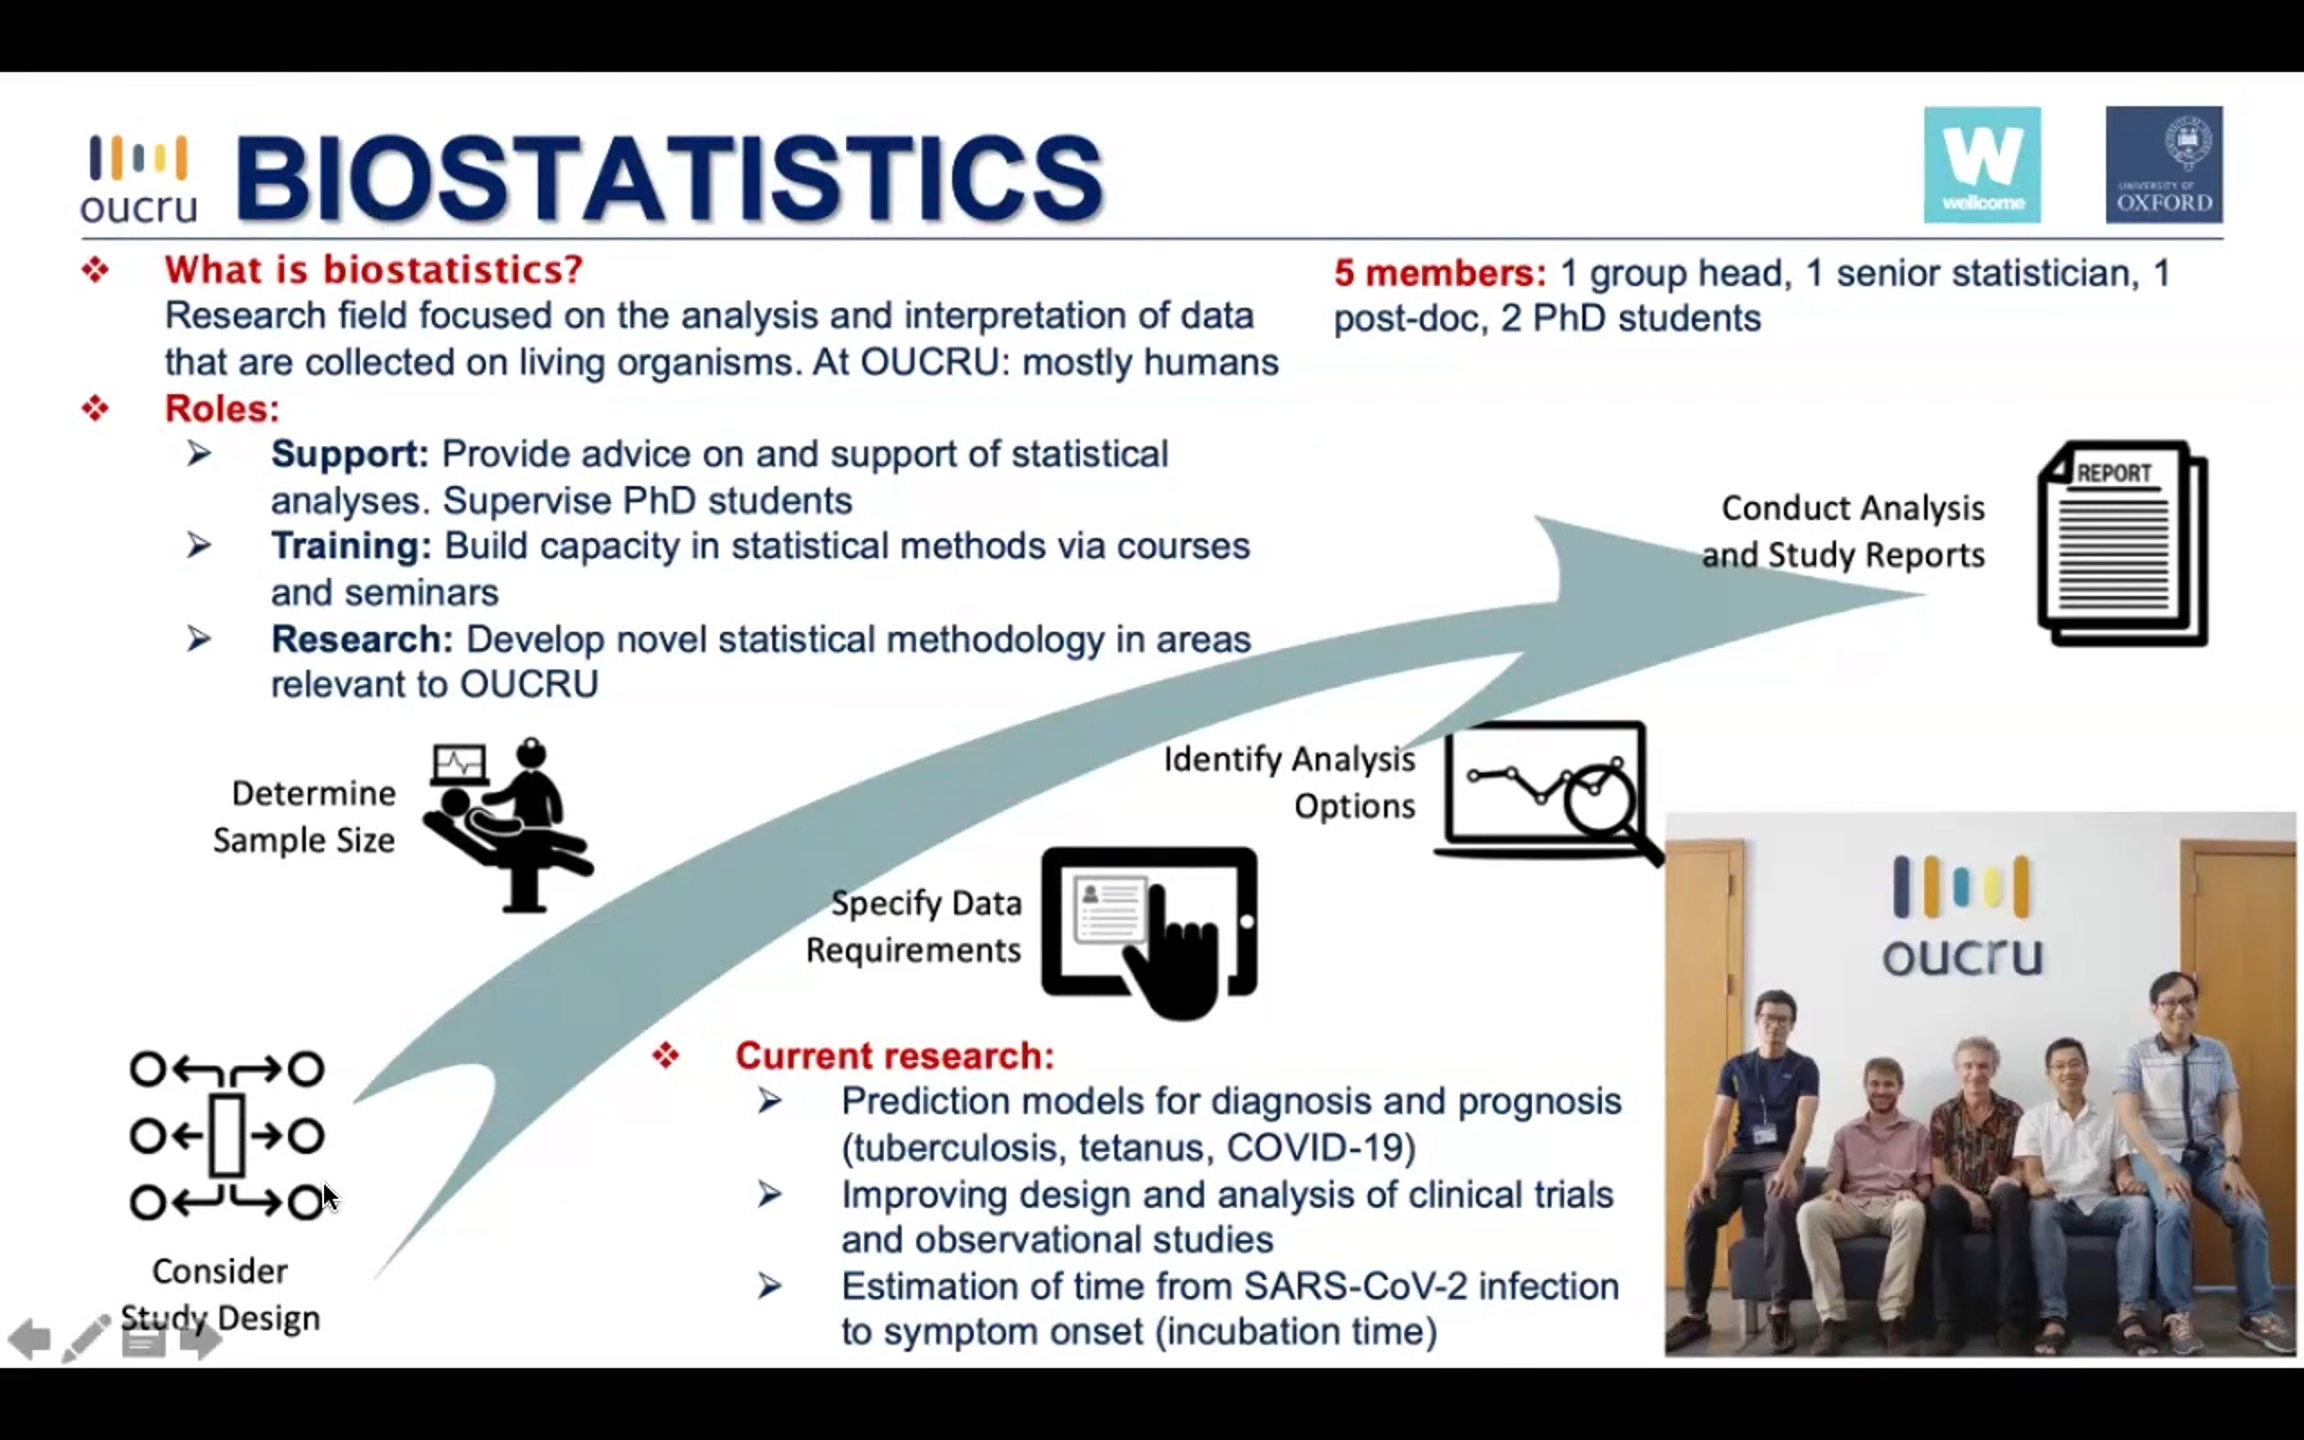 oucru
BIOSTATISTICS
W
wellcome
UNIVERSITY OF
OXFORD
What is biostatistics?
Research field focused on the analysis and interpretation of data
that are collected on living organisms. At OUCRU: mostly humans
5 members: 1 group head, 1 senior statistician, 1
post-doc, 2 PhD students
Roles:
Support: Provide advice on and support of statistical
analyses. Supervise PhD students
Training: Build capacity in statistical methods via courses
and seminars
Research: Develop novel statistical methodology in areas
relevant to OUCRU
Conduct Analysis
and Study Reports
REPORT
Identify Analysis
Options
Determine
Sample Size
Specify Data
Requirements
Consider
Study Design
Current research:
Prediction models for diagnosis and prognosis
(tuberculosis, tetanus, COVID-19)
Improving design and analysis of clinical trials
and observational studies
Estimation of time from SARS-CoV-2 infection
to symptom onset (incubation time)
oucru